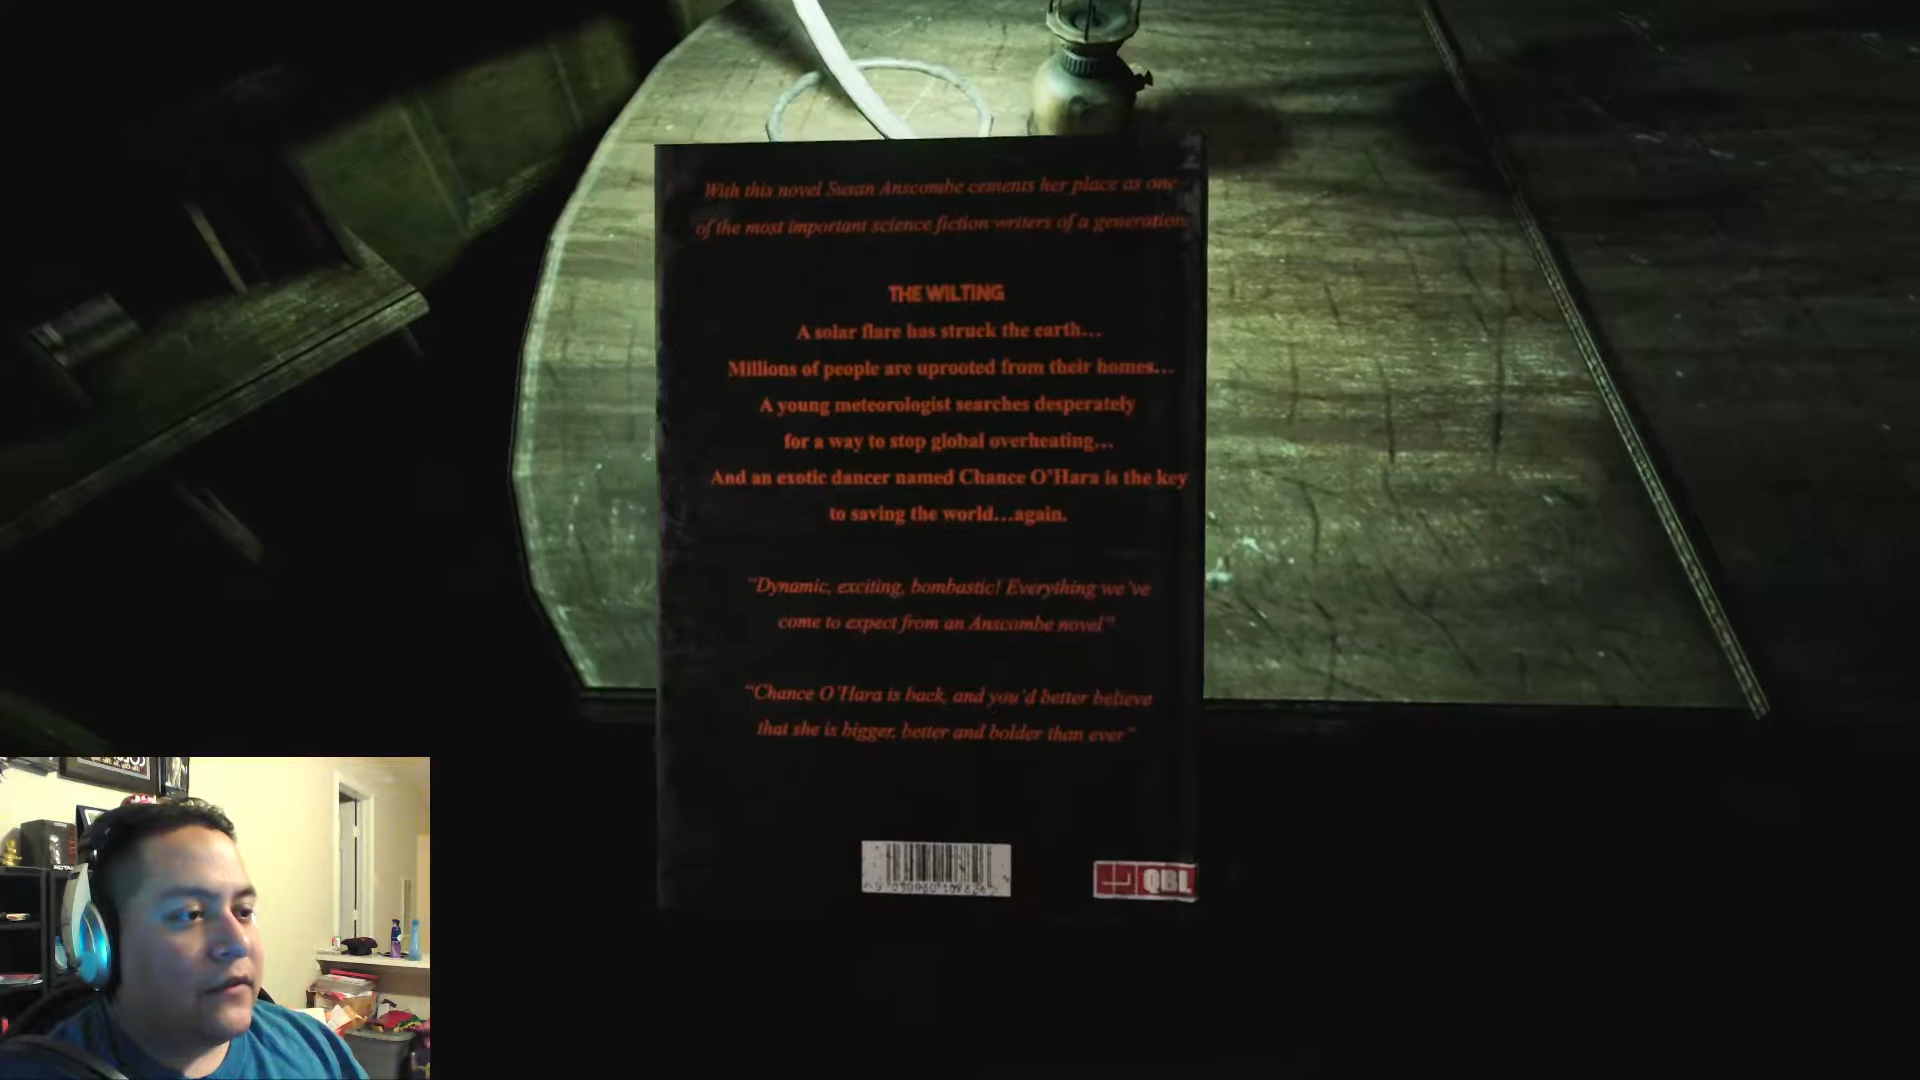 With this novel Susan Anscombe cements her place as one
of the most important science fiction writers of a generation.
THE WILTING
A solar flare has struck the earth...
Millions of people are uprooted from their homes...
A young meteorologist searches desperately
for a way to stop global overheating...
And an exotic dancer named Chance O'Hara is the key
to saving the world...again.
"Dynamic, exciting, bombastic! Everything we've
come to expect from an Anscombe novel"
"Chance O'Hara is back, and you'd better believe
that she is bigger, better and bolder than ever"
QBL